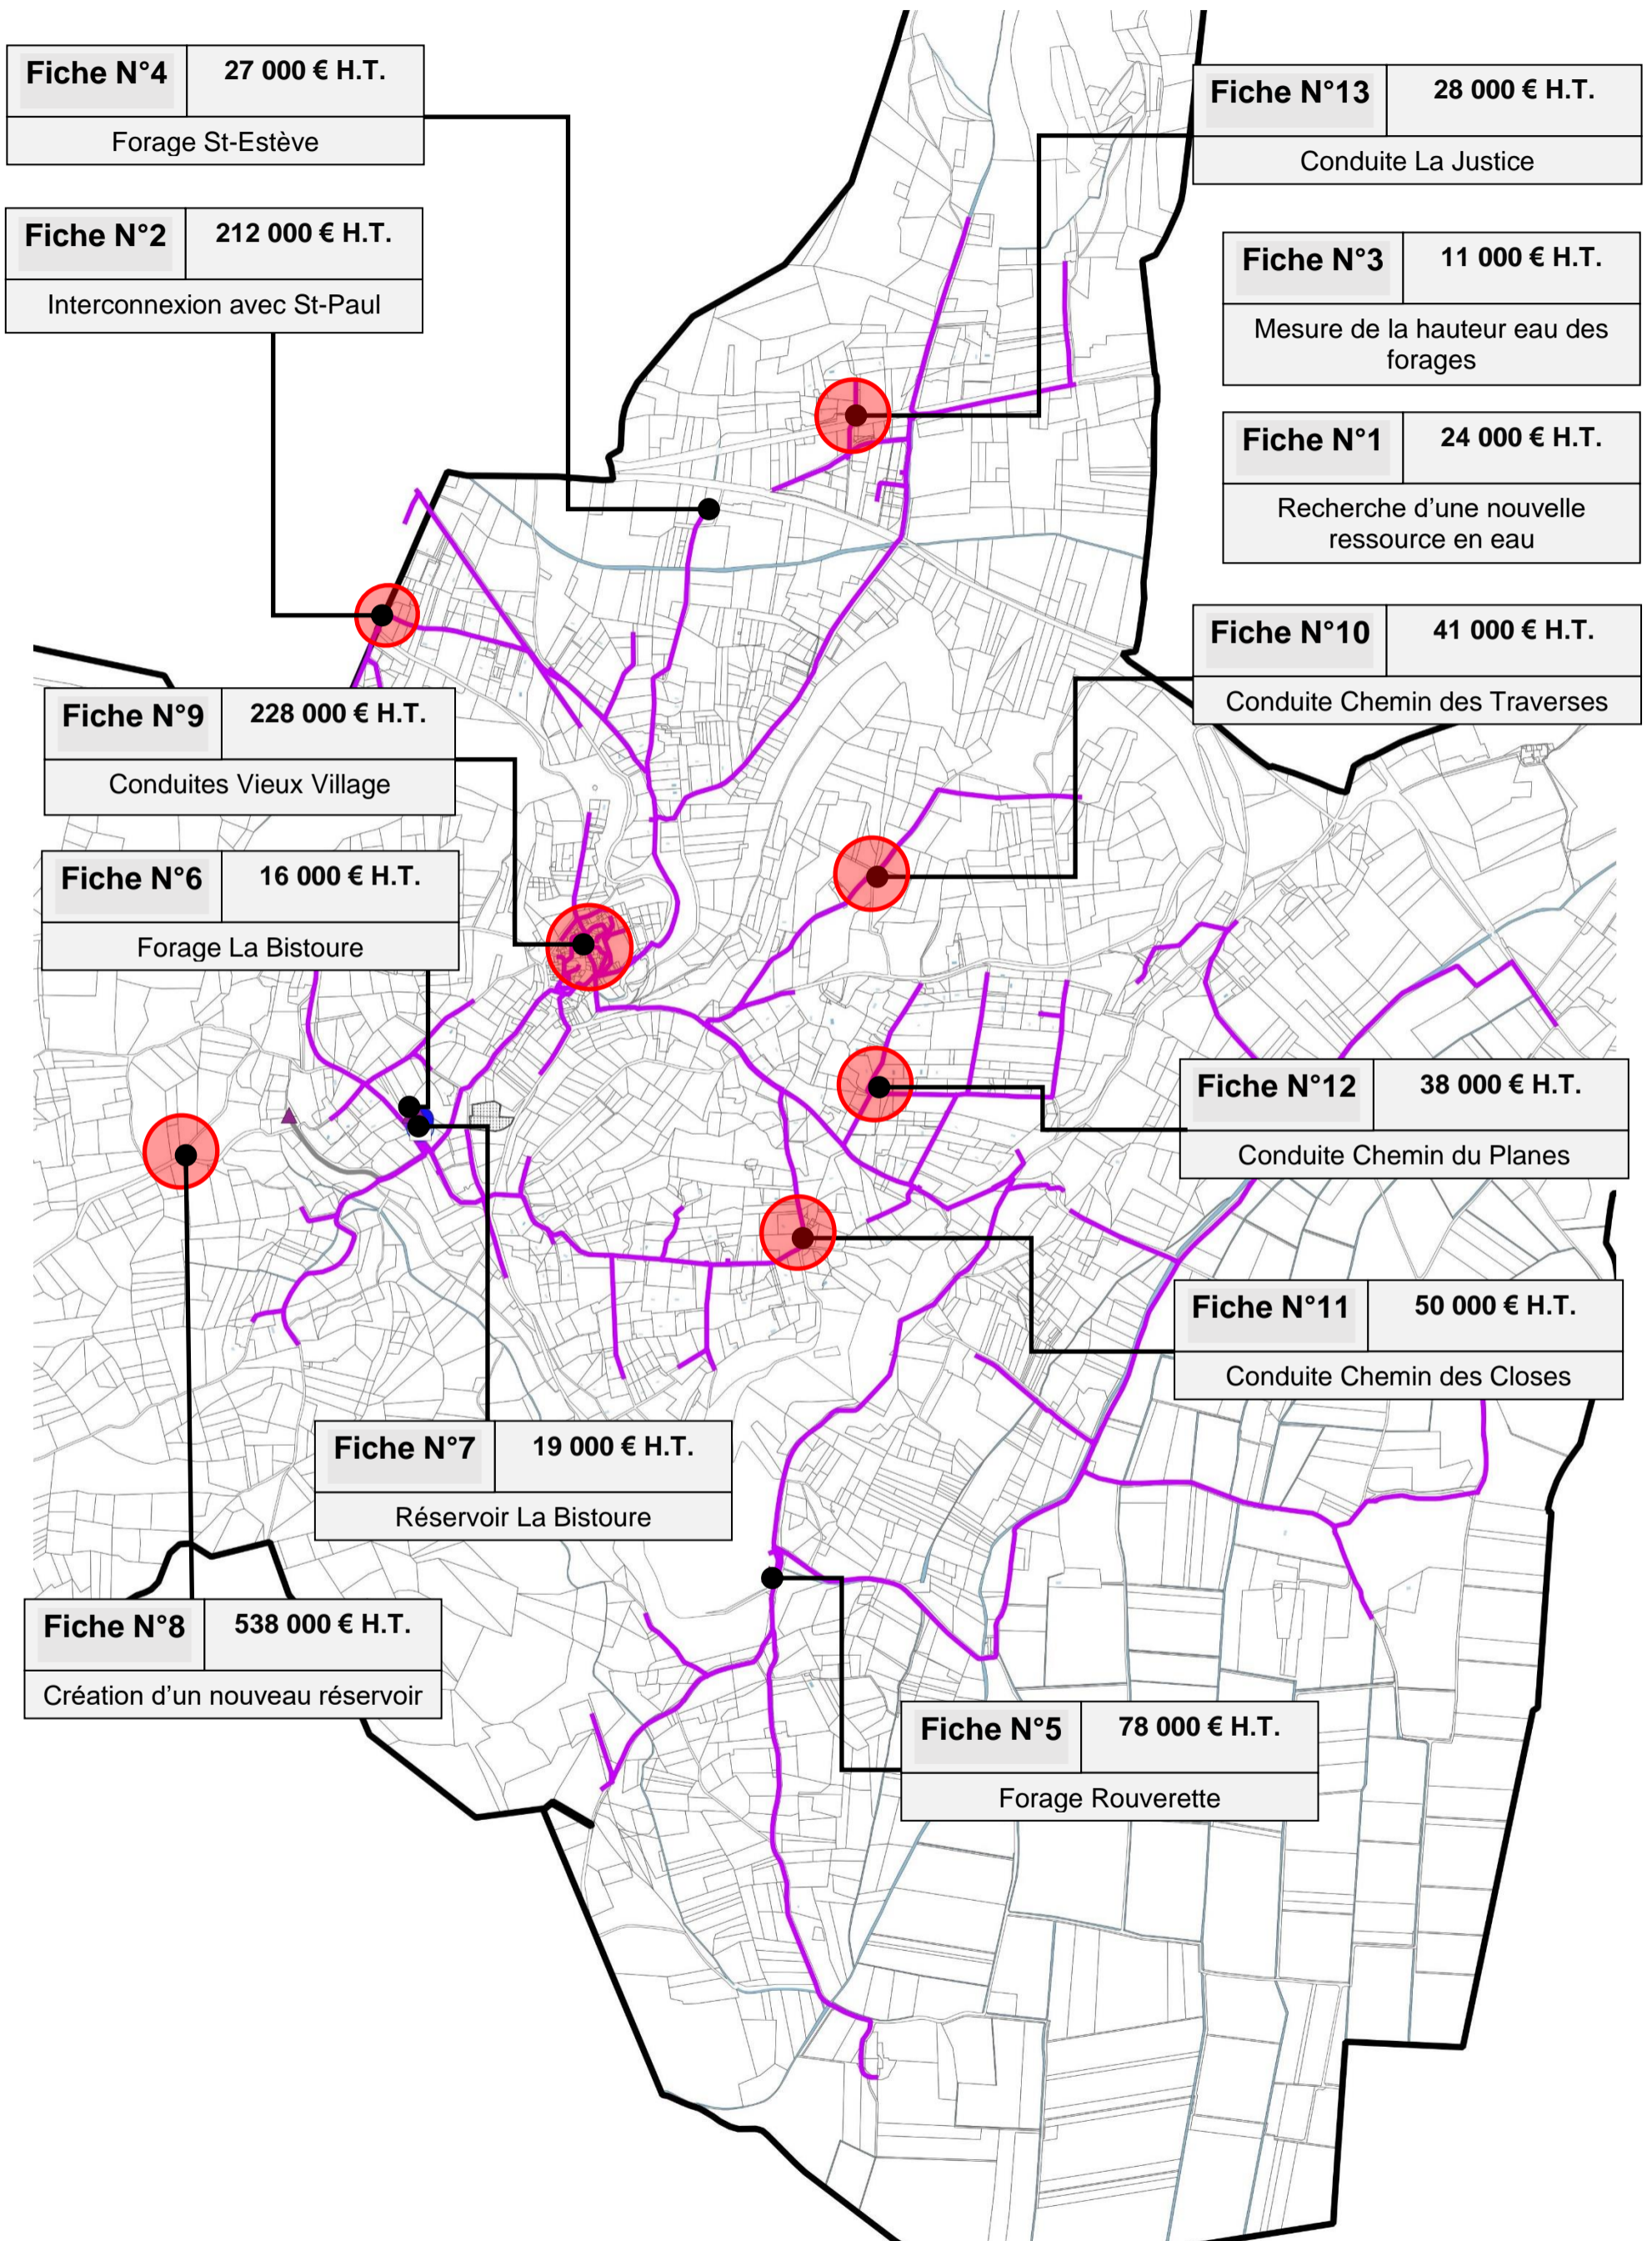 Fiche N°4 27 000 € H.T.
Forage St-Estève
Fiche N°13 28 000 € H.T.
Conduite La Justice
Fiche N°2 212 000 € H.T.
Interconnexion avec St-Paul
Fiche N°3 11 000 € H.T.
Mesure de la hauteur eau des
forages
Fiche N°1 24 000 € H.T.
Recherche d'une nouvelle
ressource en eau
Fiche N°10 41 000 € H.T.
Conduite Chemin des Traverses
Fiche N°9 228 000 € H.T.
Conduites Vieux Village
Fiche N°6 16 000 € H.T.
Forage La Bistoure
Fiche N°12 38 000 € H.T.
Conduite Chemin du Planes
Fiche N°11 50 000 € H.T.
Conduite Chemin des Closes
Fiche N°7 19 000 € H.T.
Réservoir La Bistoure
Fiche N°8 538 000 € H.T.
Création d'un nouveau réservoir
Fiche N°5 78 000 € H.T.
Forage Rouverette